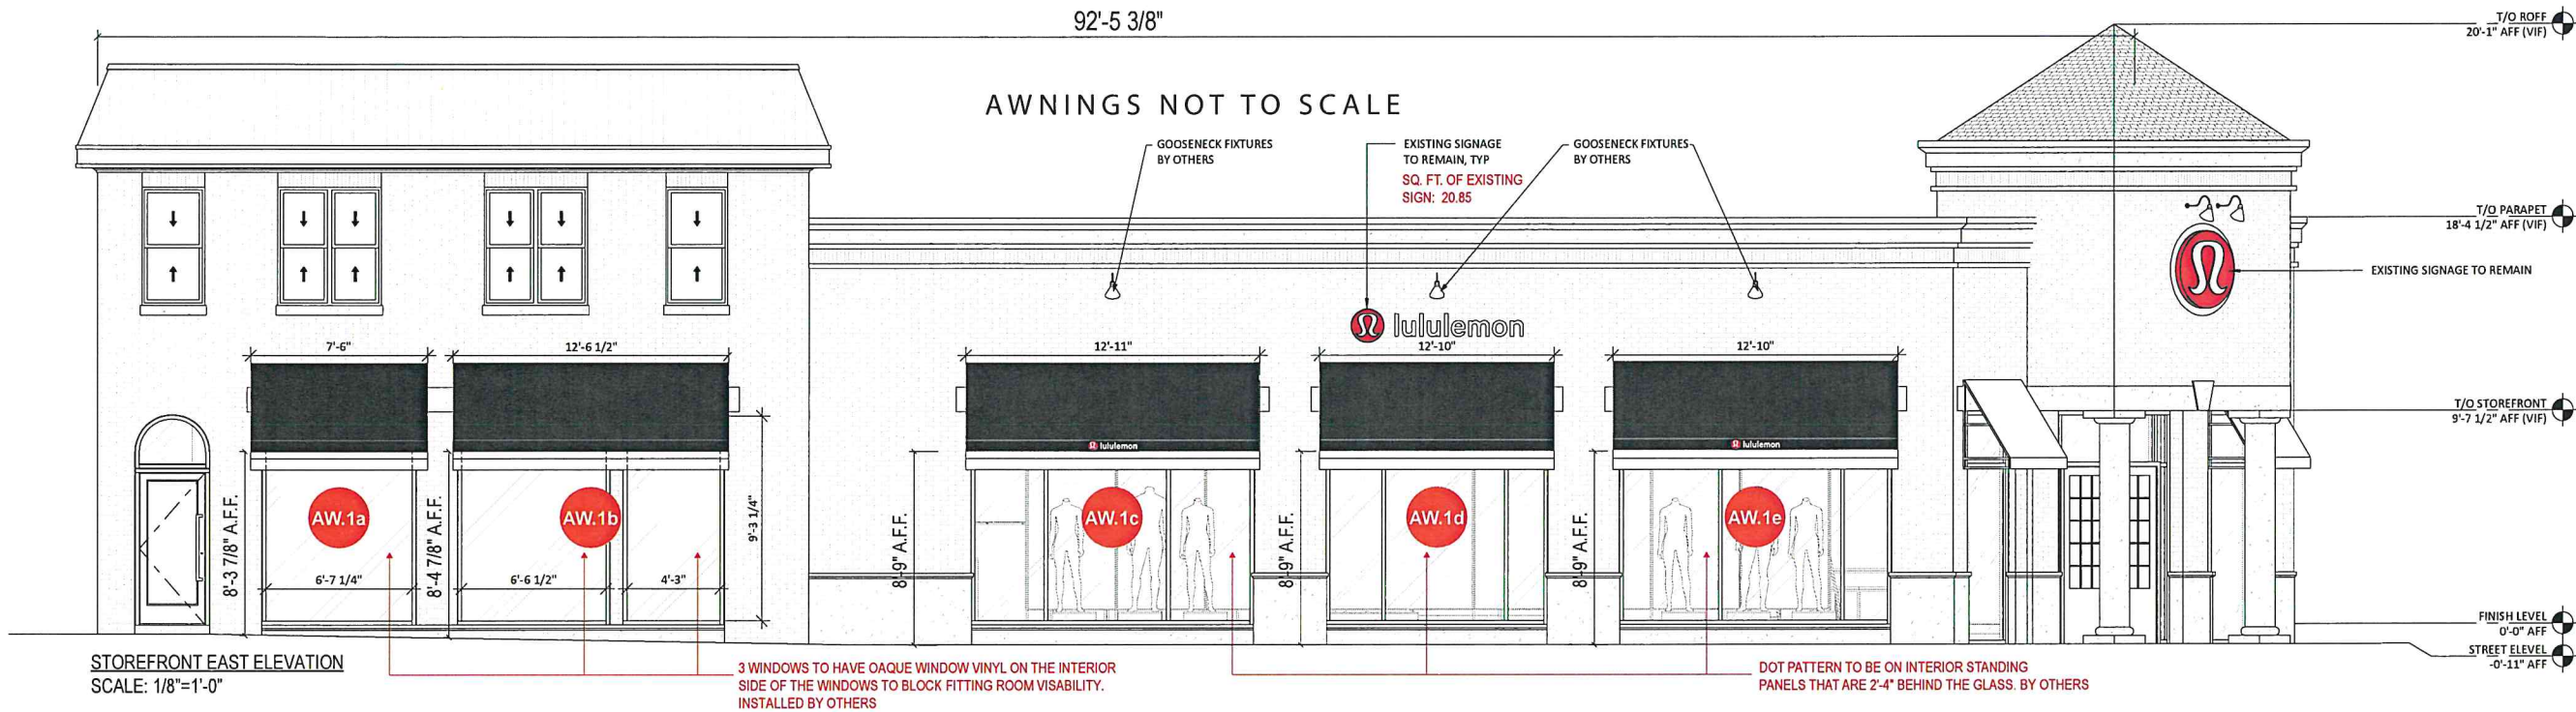 92'-5 3/8"
T/O ROFF
20'-1" AFF (VIF)
AWNINGS NOT TO SCALE
GOOSENECK FIXTURES
BY OTHERS
EXISTING SIGNAGE
TO REMAIN, TYP
SQ. FT. OF EXISTING
SIGN: 20.85
GOOSENECK FIXTURES
BY OTHERS
T/O PARAPET
18'-4 1/2" AFF (VIF)
EXISTING SIGNAGE TO REMAIN
lululemon
7'-6"
12'-6 1/2"
12'-11"
12'-10"
12'-10"
T/O STOREFRONT
9'-7 1/2" AFF (VIF)
lululemon
lululemon
8'-3 7/8" A.F.F.
AW.1a
8'-4 7/8" A.F.F.
AW.1b
9'-3 1/4"
8'-9" A.F.F.
AW.1c
8'-9" A.F.F.
AW.1d
8'-9" A.F.F.
AW.1e
6'-7 1/4"
6'-6 1/2"
4'-3"
FINISH LEVEL
0'-0" AFF
STREET ELEVEL
-0'-11" AFF
STOREFRONT EAST ELEVATION
SCALE: 1/8"=1'-0"
3 WINDOWS TO HAVE OAQUE WINDOW VINYL ON THE INTERIOR
SIDE OF THE WINDOWS TO BLOCK FITTING ROOM VISABILITY.
INSTALLED BY OTHERS
DOT PATTERN TO BE ON INTERIOR STANDING
PANELS THAT ARE 2'-4" BEHIND THE GLASS. BY OTHERS